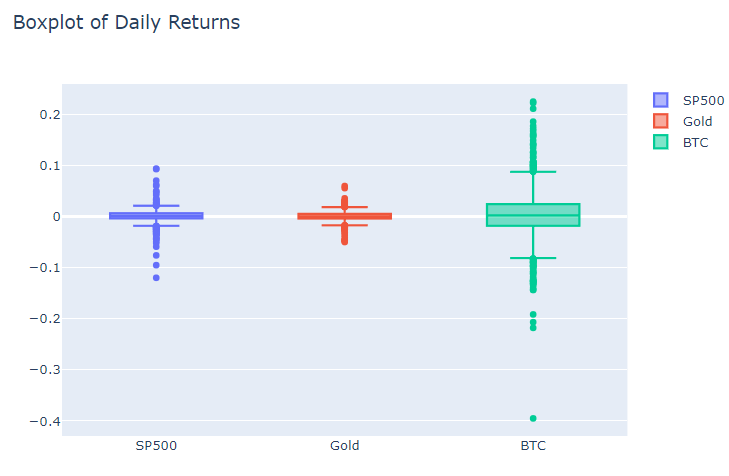 Boxplot of Daily Returns
SP500
Gold
BTC
0.2
0.1
0
−0.1
−0.2
−0.3
−0.4
SP500 Gold BTC